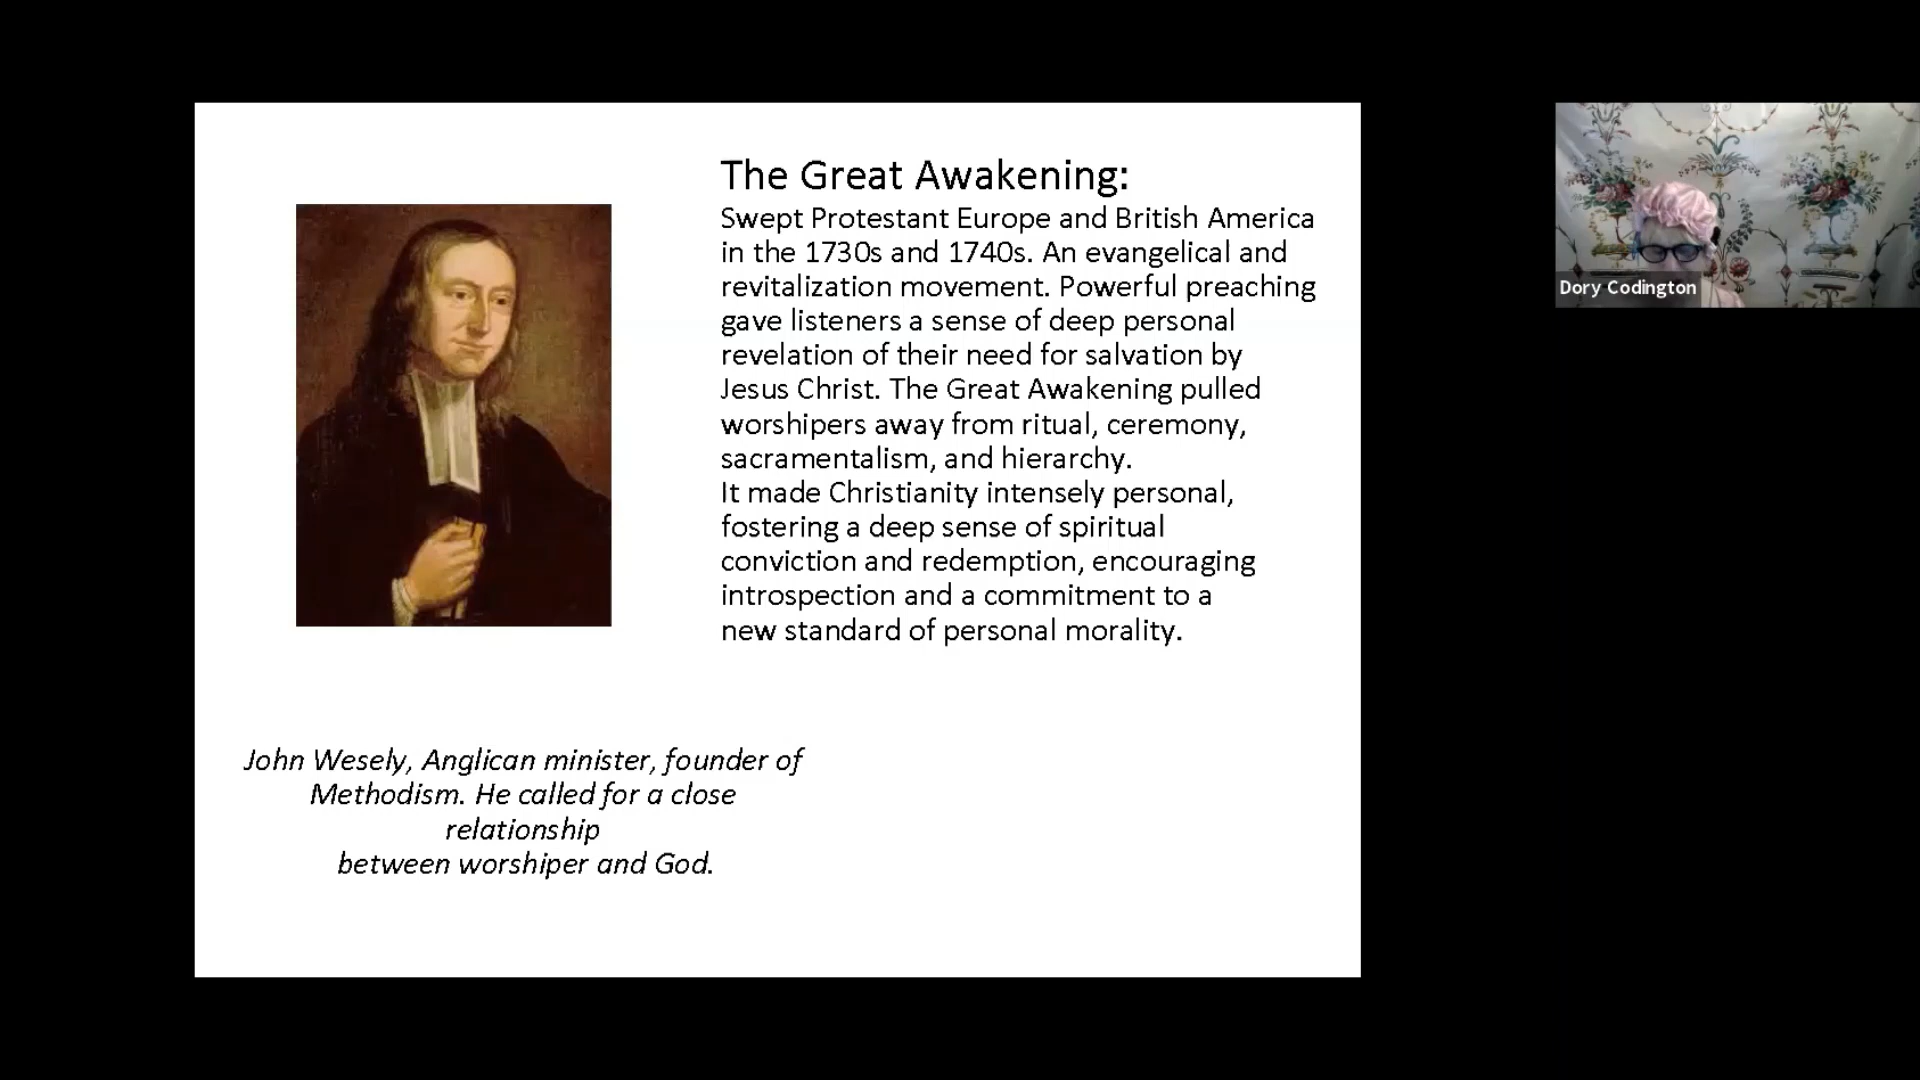 The Great Awakening:
Swept Protestant Europe and British America
in the 1730s and 1740s. An evangelical and
revitalization movement. Powerful preaching
gave listeners a sense of deep personal
revelation of their need for salvation by
Jesus Christ. The Great Awakening pulled
worshipers away from ritual, ceremony,
sacramentalism, and hierarchy.
It made Christianity intensely personal,
fostering a deep sense of spiritual
conviction and redemption, encouraging
introspection and a commitment to a
new standard of personal morality.
John Wesely, Anglican minister, founder of
Methodism. He called for a close
relationship
between worshiper and God.
Dory Codington